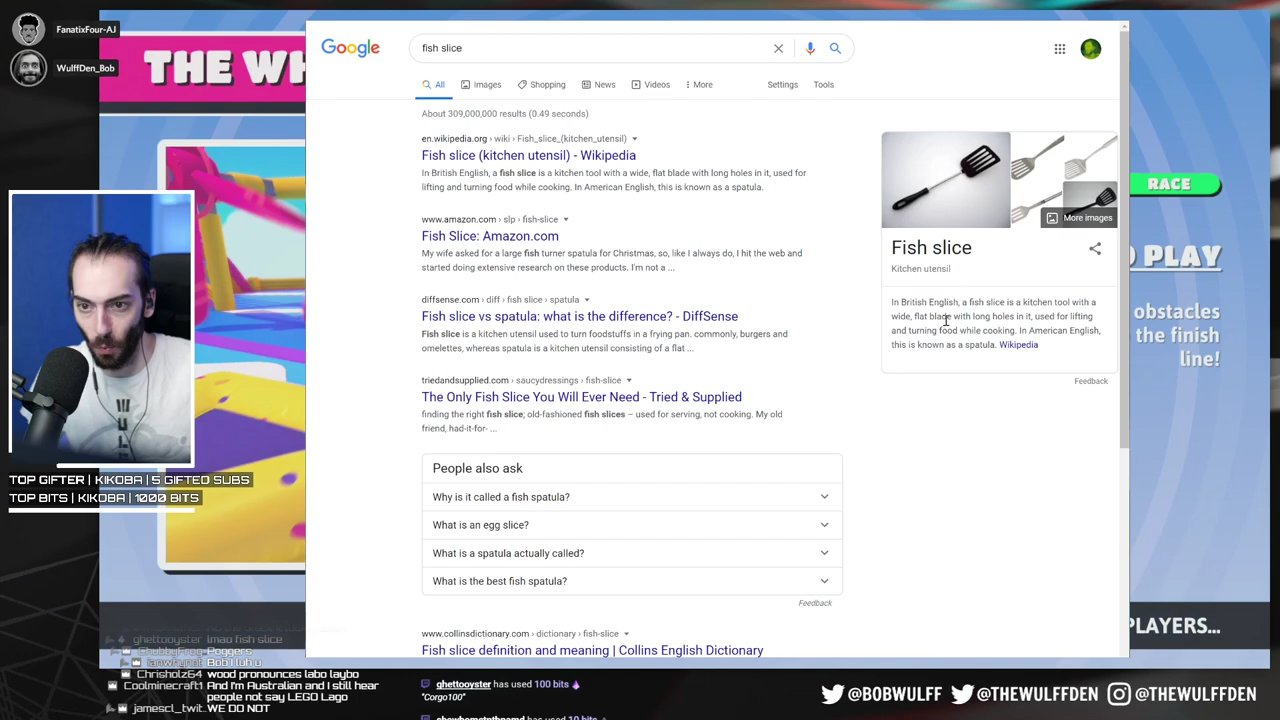 FanatixFour-AJ
WulffDen_Bob
THE WH
Google
fish slice
All
Images
Shopping
News
Videos
More
Settings
Tools
About 309,000,000 results (0.49 seconds)
en.wikipedia.org › wiki › Fish_slice_(kitchen_utensil)
Fish slice (kitchen utensil) - Wikipedia
In British English, a fish slice is a kitchen tool with a wide, flat blade with long holes in it, used for
lifting and turning food while cooking. In American English, this is known as a spatula.
www.amazon.com › slp › fish-slice
Fish Slice: Amazon.com
My wife asked for a large fish turner spatula for Christmas, so, like I always do, I hit the web and
started doing extensive research on these products. I'm not a ...
diffsense.com › diff › fish slice › spatula
Fish slice vs spatula: what is the difference? - DiffSense
Fish slice is a kitchen utensil used to turn foodstuffs in a frying pan. commonly, burgers and
omelettes, whereas spatula is a kitchen utensil consisting of a flat ...
triedandsupplied.com › saucydressings › fish-slice
The Only Fish Slice You Will Ever Need - Tried & Supplied
finding the right fish slice; old-fashioned fish slices – used for serving, not cooking. My old
friend, had-it-for- ...
People also ask
Why is it called a fish spatula?
What is an egg slice?
What is a spatula actually called?
What is the best fish spatula?
Feedback
www.collinsdictionary.com › dictionary › fish-slice
Fish slice definition and meaning | Collins English Dictionary
More images
Fish slice
Kitchen utensil
In British English, a fish slice is a kitchen tool with a
wide, flat blade with long holes in it, used for lifting
and turning food while cooking. In American English,
this is known as a spatula. Wikipedia
Feedback
RACE
PLAY
obstacles
the finish
line!
PLAYERS...
TOP GIFTER | KIKOBA | 5 GIFTED SUBS
TOP BITS | KIKOBA | 1000 BITS
ghettooyster lmao fish slice
ChubbyFrog Poggers
ianwhynot Bob I luh u
Chrisholz64 wood pronounces labo laybo
Coolminecraft1 And I'm Australian and I still hear
people not say LEGO Lago
jamescl_twit.. WE DO NOT
ghettooyster has used 100 bits
"Corgo100"
@BOBWULFF
@THEWULFFDEN
@THEWULFFDEN